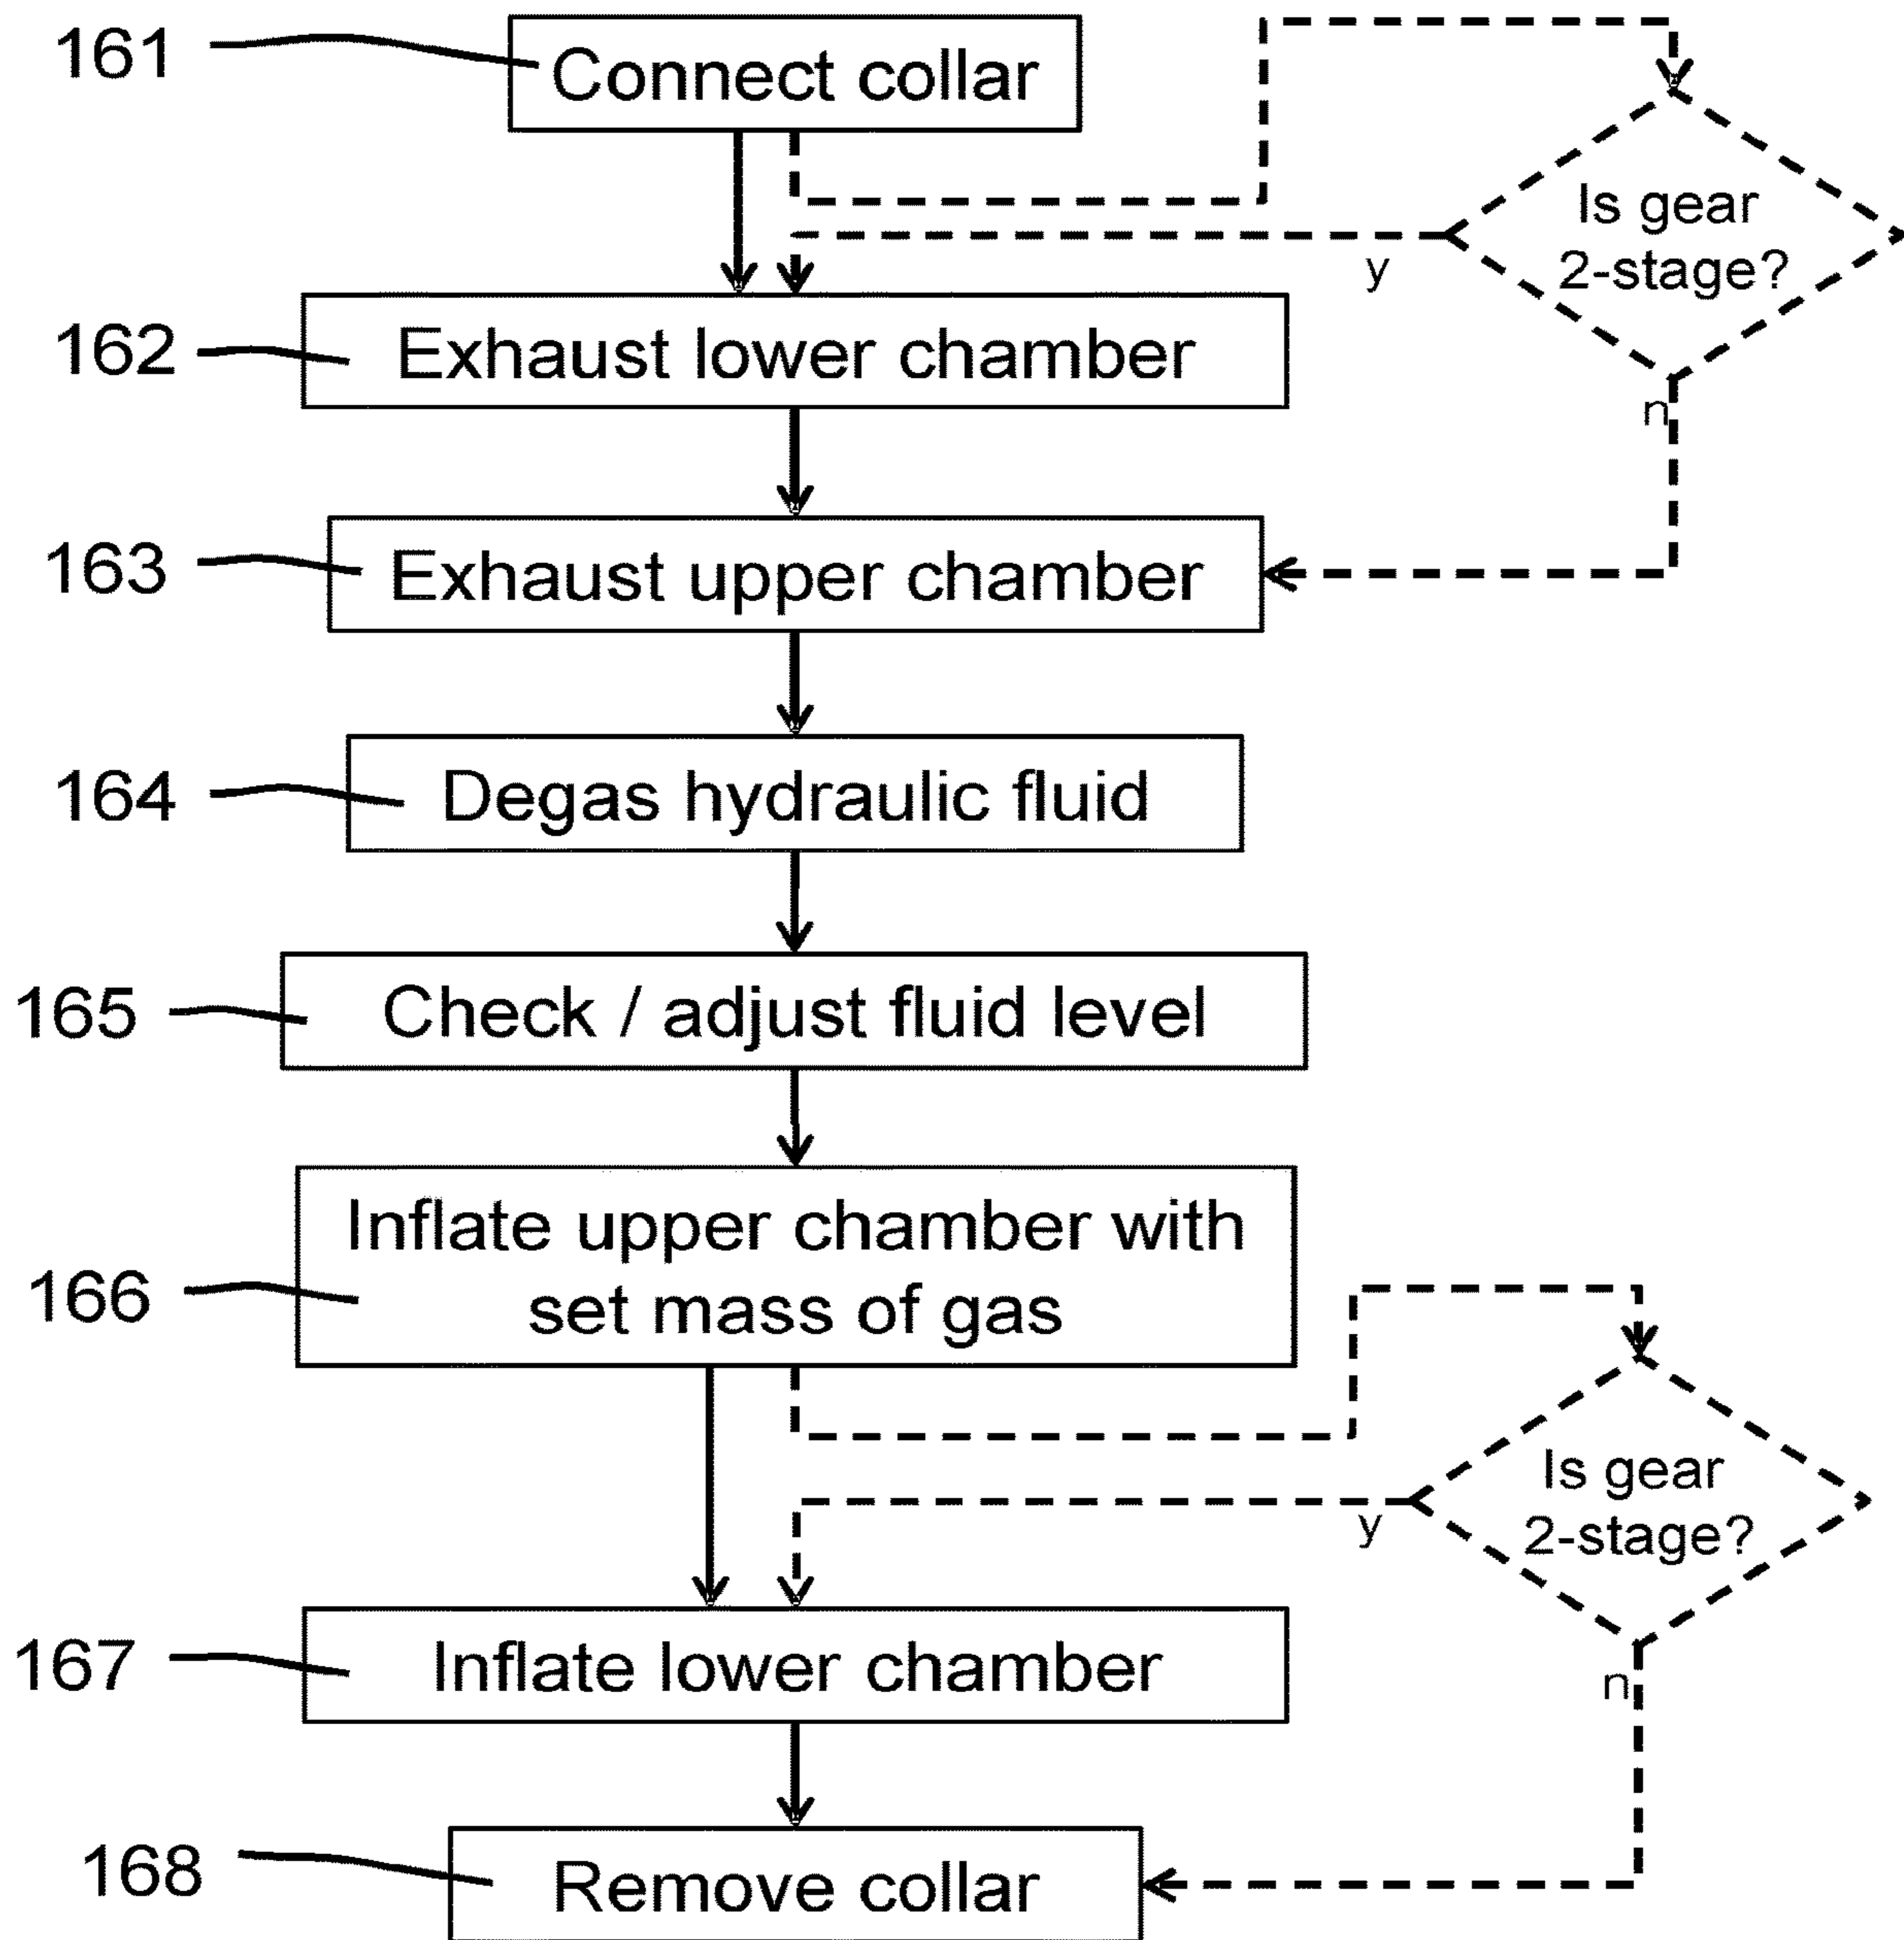 161
Connect collar
Is gear
2-stage?
y
n
162
Exhaust lower chamber
163
Exhaust upper chamber
164
Degas hydraulic fluid
165
Check / adjust fluid level
166
Inflate upper chamber with
set mass of gas
Is gear
2-stage?
y
n
167
Inflate lower chamber
168
Remove collar